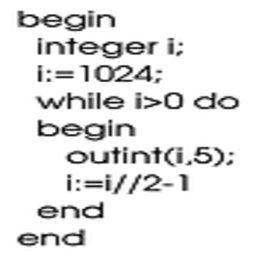 begin
integer i;
i:=1024;
while i>0 do
begin
outint(i,5);
i:=i//2-1
end
end